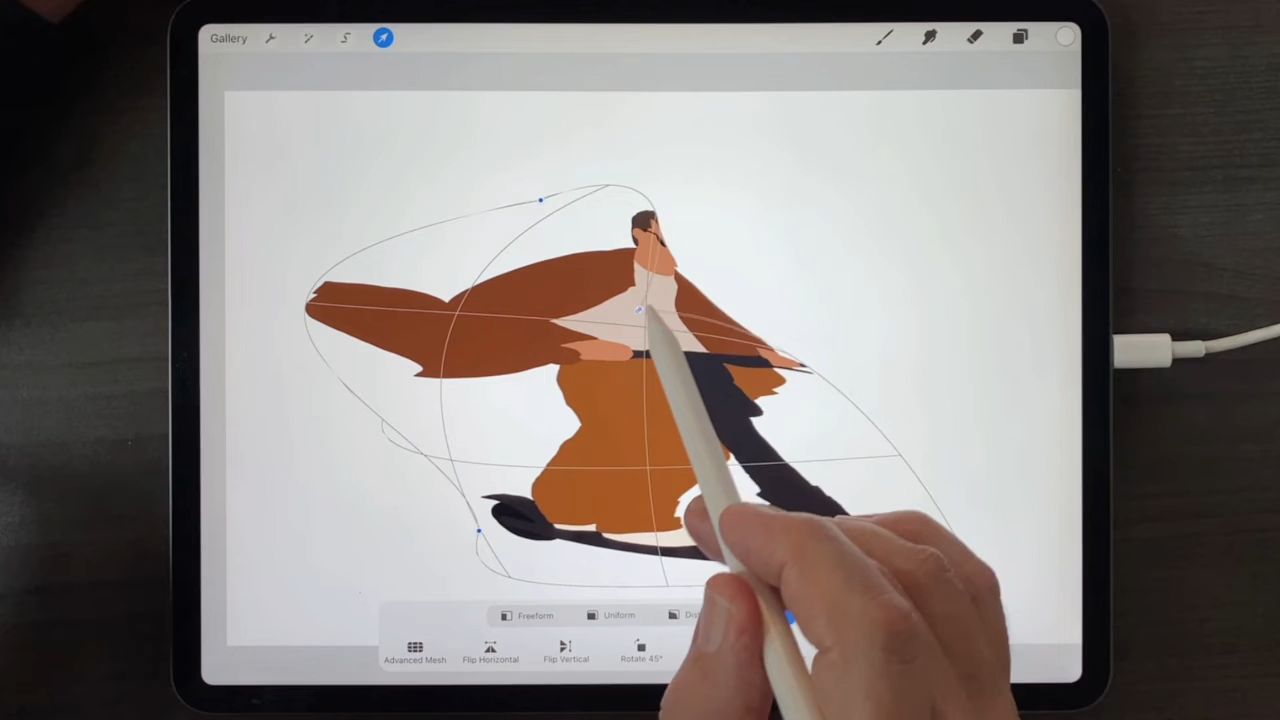 Gallery
Freeform Uniform
Advanced Mesh Flip Horizontal Flip Vertical Rotate 45°